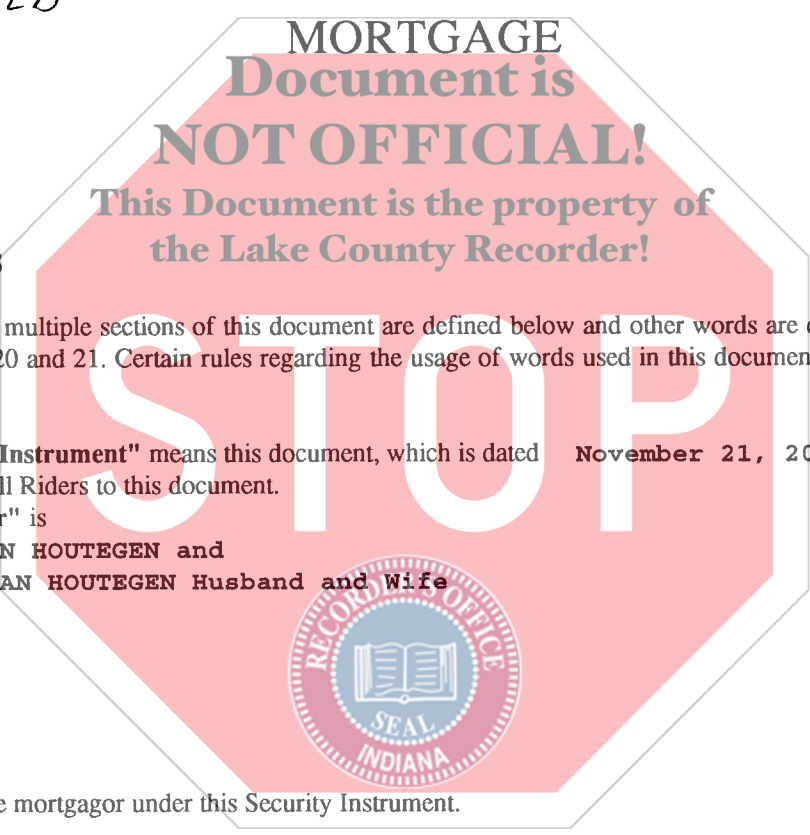 MORTGAGE
Document is
NOT OFFICIAL!
This Document is the property of
the Lake County Recorder!
multiple sections of this document are defined below and other words are
20 and 21. Certain rules regarding the usage of words used in this documen
Instrument" means this document, which is dated November 21, 20
ll Riders to this document.
r" is
N HOUTEGEN and
AN HOUTEGEN Husband and Wife
STOP
RECORDER'S OFFICE
SEAL
INDIANA
e mortgagor under this Security Instrument.